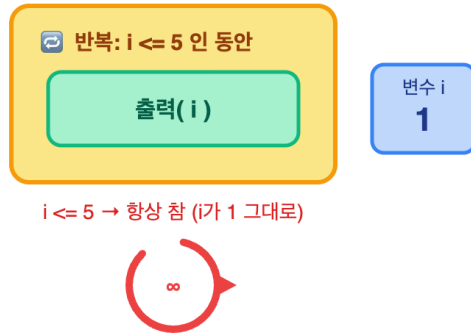 🔁 반복: i <= 5 인 동안
출력( i )
변수 i
1
i <= 5 → 항상 참 (i가 1 그대로)
∞